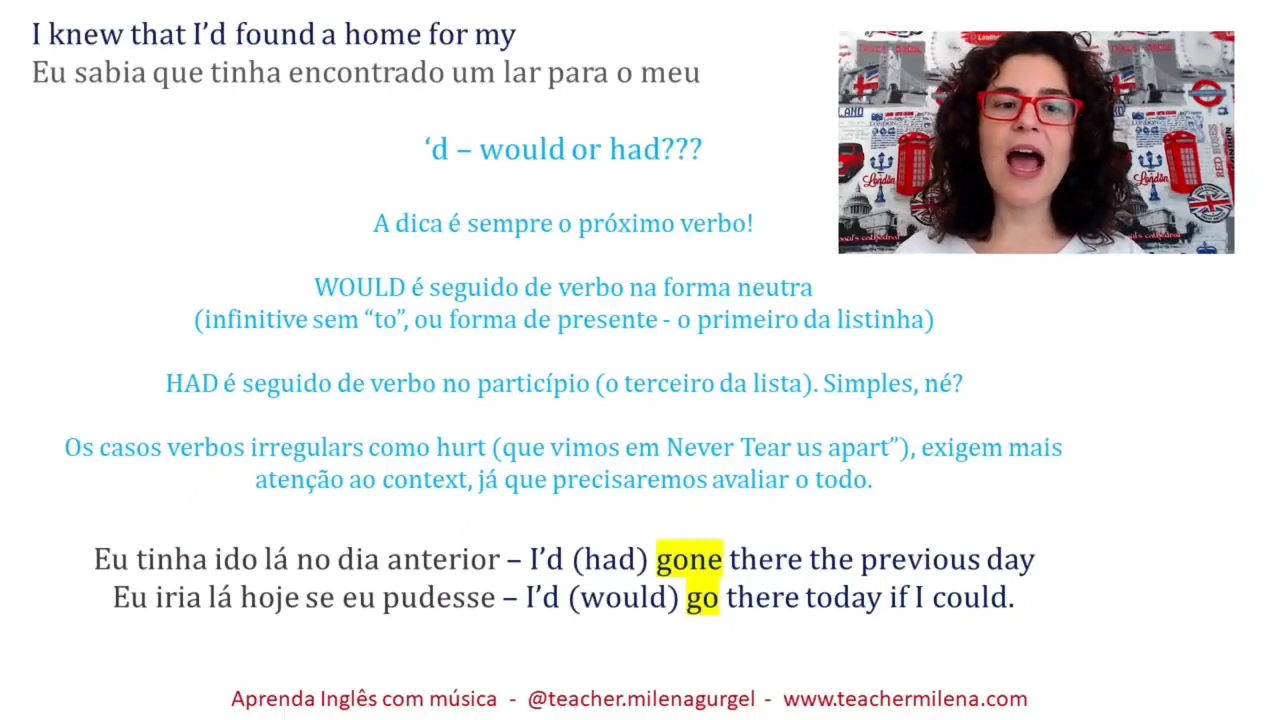 I knew that I’d found a home for my
Eu sabia que tinha encontrado um lar para o meu
‘d – would or had???
A dica é sempre o próximo verbo!
WOULD é seguido de verbo na forma neutra
(infinitive sem “to”, ou forma de presente - o primeiro da listinha)
HAD é seguido de verbo no particípio (o terceiro da lista). Simples, né?
Os casos verbos irregulars como hurt (que vimos em Never Tear us apart”), exigem mais
atenção ao context, já que precisaremos avaliar o todo.
Eu tinha ido lá no dia anterior – I’d (had) gone there the previous day
Eu iria lá hoje se eu pudesse – I’d (would) go there today if I could.
Aprenda Inglês com música - @teacher.milenagurgel - www.teachermilena.com
LONDON
London
RED BUSES
London